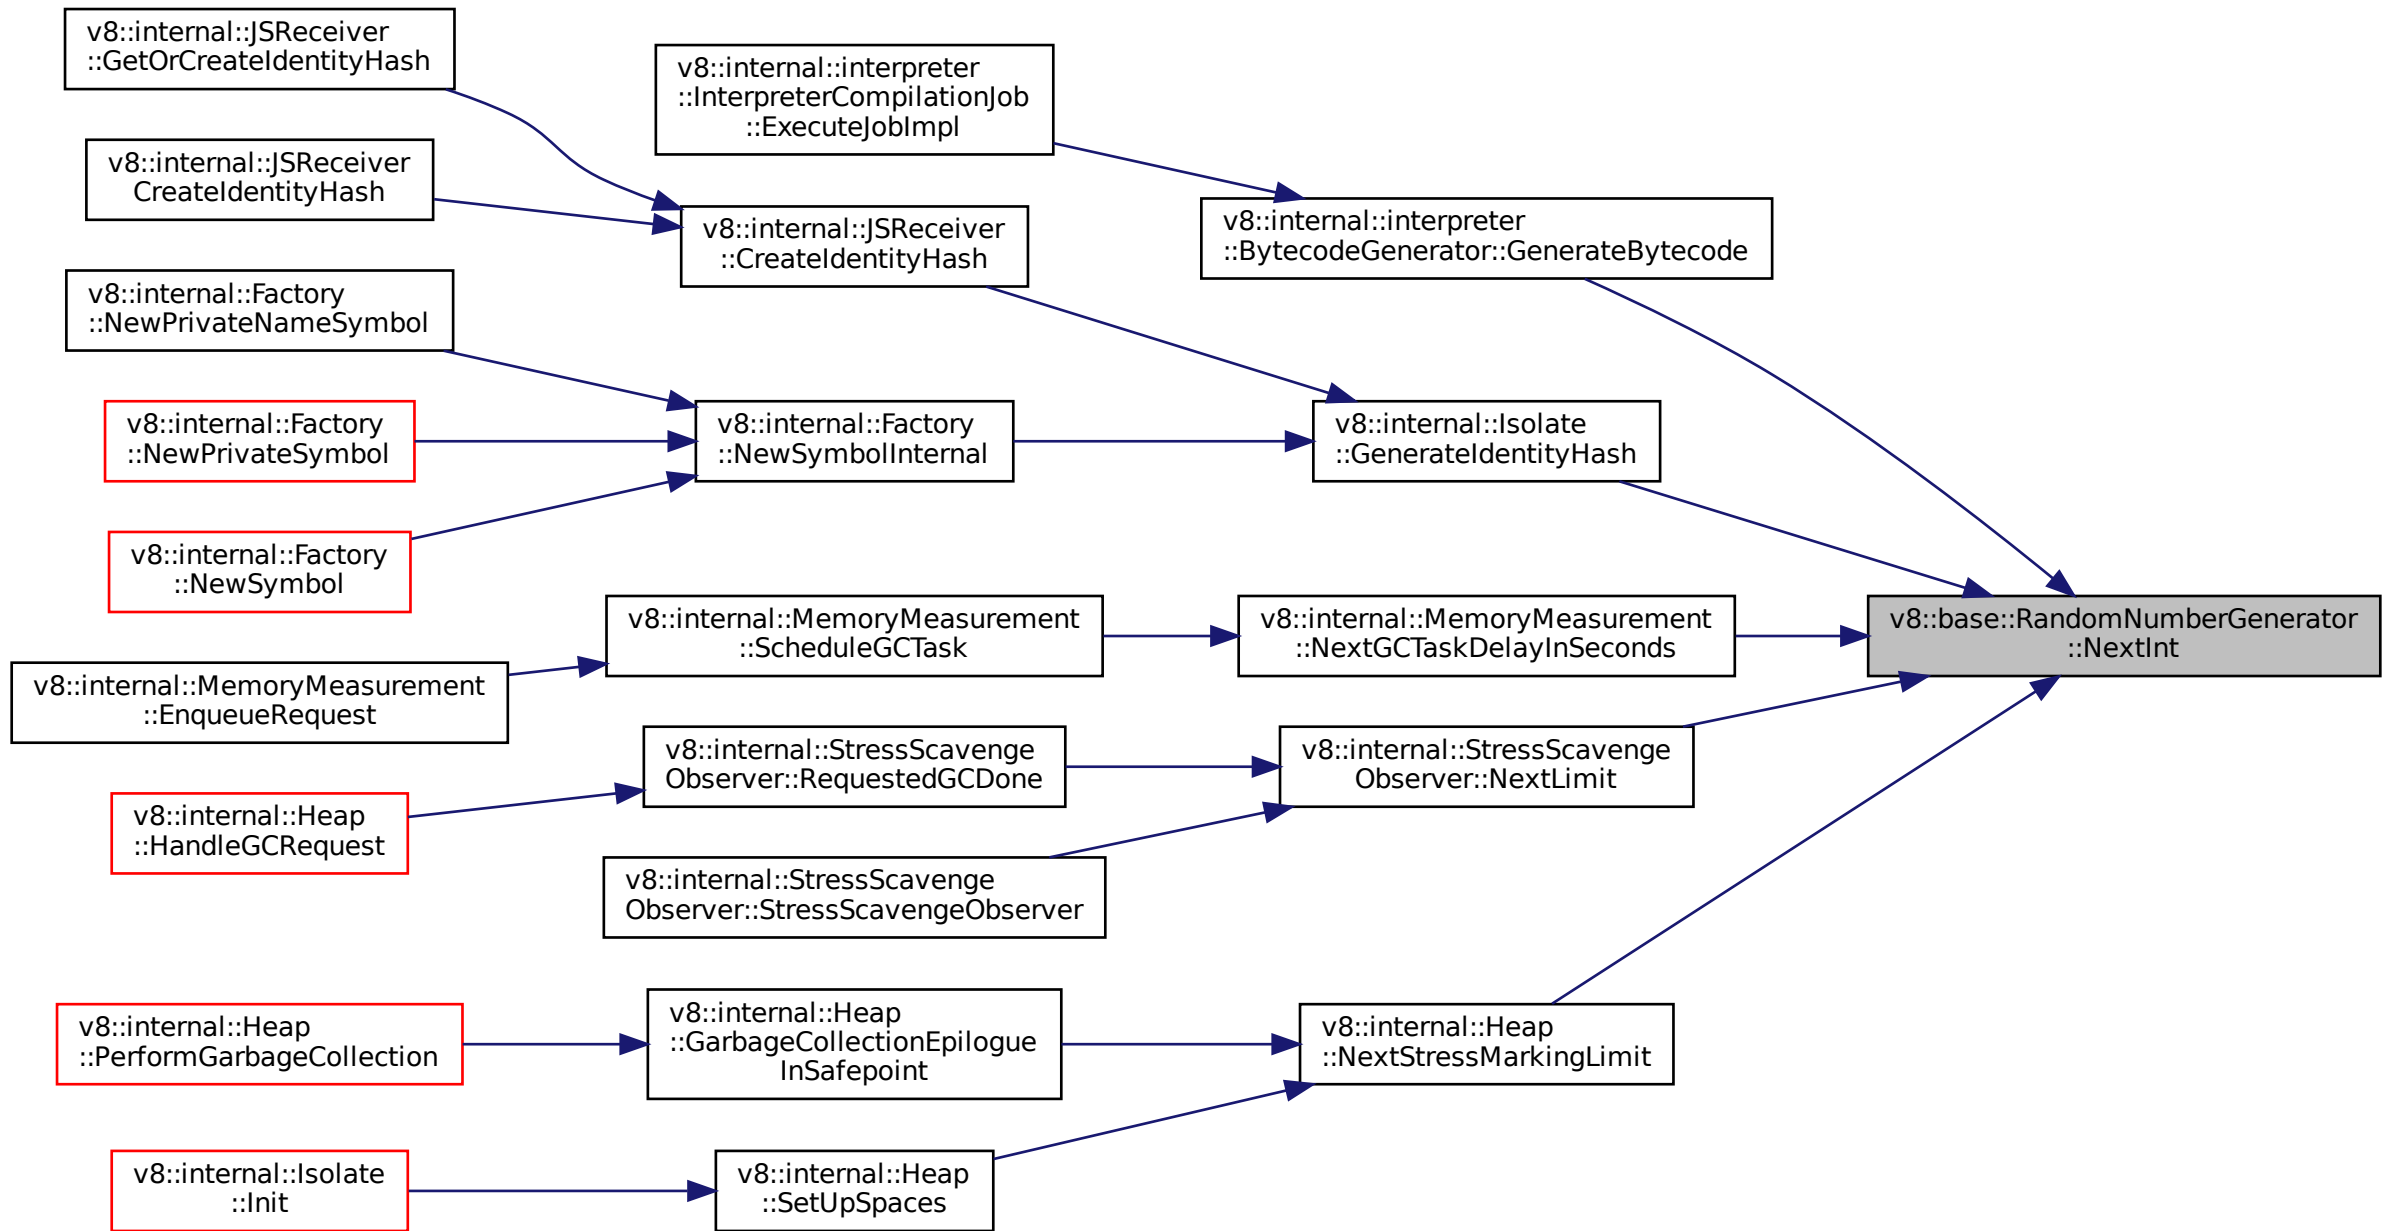 v8::internal::JSReceiver
::GetOrCreateIdentityHash
v8::internal::interpreter
::InterpreterCompilationJob
::ExecuteJobImpl
v8::internal::JSReceiver
CreateIdentityHash
v8::internal::JSReceiver
::CreateIdentityHash
v8::internal::interpreter
::BytecodeGenerator::GenerateBytecode
v8::internal::Factory
::NewPrivateNameSymbol
v8::internal::Factory
::NewPrivateSymbol
v8::internal::Factory
::NewSymbolInternal
v8::internal::Isolate
::GenerateIdentityHash
v8::internal::Factory
::NewSymbol
v8::internal::MemoryMeasurement
::ScheduleGCTask
v8::internal::MemoryMeasurement
::NextGCTaskDelayInSeconds
v8::base::RandomNumberGenerator
::NextInt
v8::internal::MemoryMeasurement
::EnqueueRequest
v8::internal::StressScavenge
Observer::RequestedGCDone
v8::internal::StressScavenge
Observer::NextLimit
v8::internal::Heap
::HandleGCRequest
v8::internal::StressScavenge
Observer::StressScavengeObserver
v8::internal::Heap
::PerformGarbageCollection
v8::internal::Heap
::GarbageCollectionEpilogue
InSafepoint
v8::internal::Heap
::NextStressMarkingLimit
v8::internal::Isolate
::Init
v8::internal::Heap
::SetUpSpaces